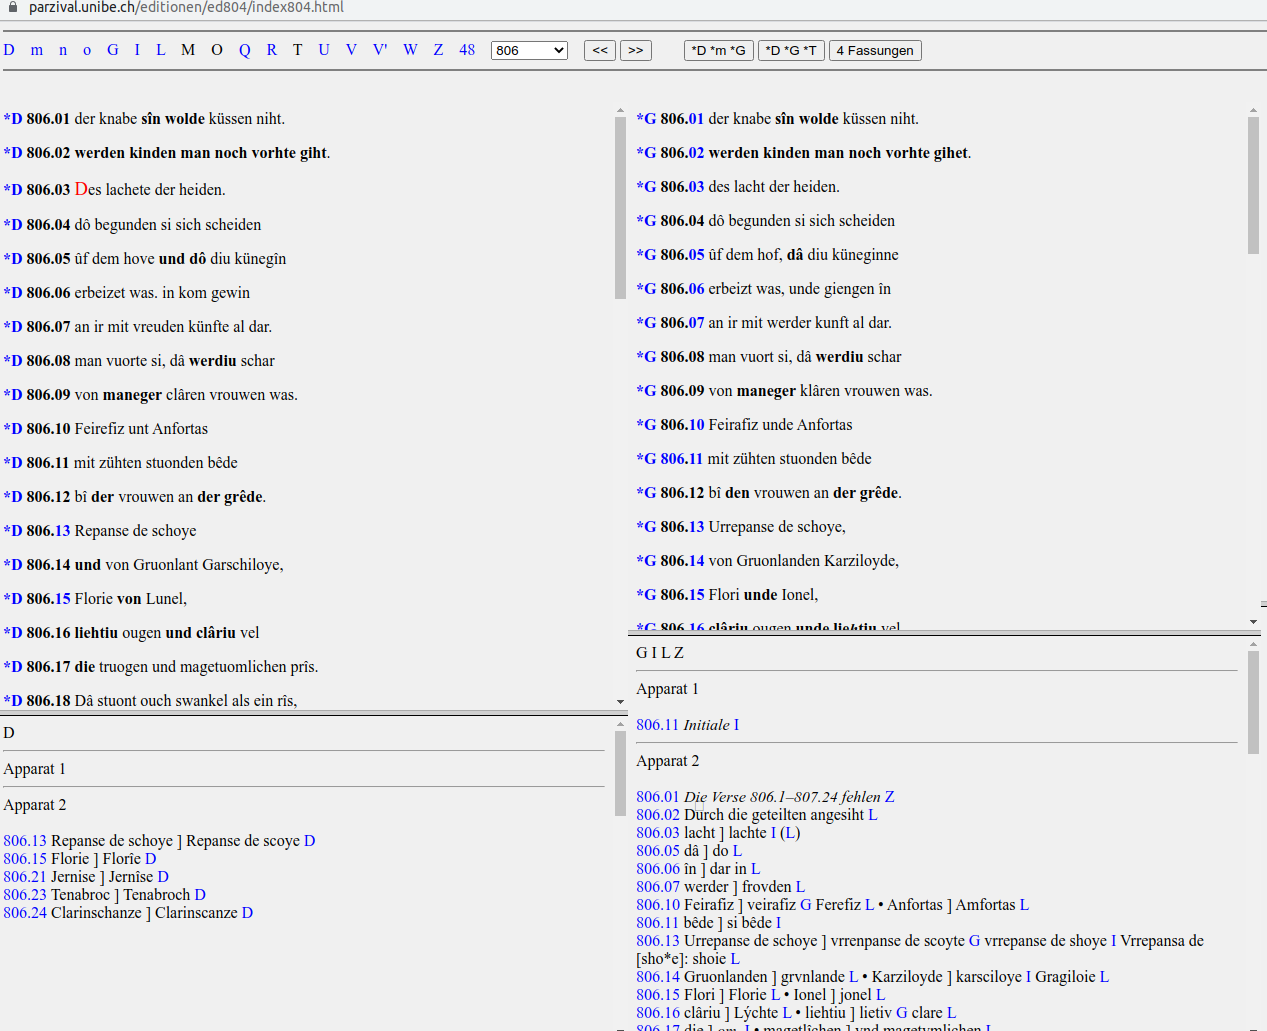 parzival.unibe.ch/editionen/ed804/index804.html
D m n o G I L M O Q R T U V V' W Z 48 806 << >> *D *m *G *D *G *T 4 Fassungen
*D 806.01 der knabe sîn wolde küssen niht.
*D 806.02 werden kinden man noch vorhte giht.
*D 806.03 Des lachete der heiden.
*D 806.04 dô begunden si sich scheiden
*D 806.05 ûf dem hove und dô diu künegîn
*D 806.06 erbeizet was. in kom gewin
*D 806.07 an ir mit vreuden künfte al dar.
*D 806.08 man vuorte si, dâ werdiu schar
*D 806.09 von maneger clâren vrouwen was.
*D 806.10 Feirefiz unt Anfortas
*D 806.11 mit zühten stuonden bêde
*D 806.12 bî der vrouwen an der grêde.
*D 806.13 Repanse de schoye
*D 806.14 und von Gruonlant Garschiloye,
*D 806.15 Florie von Lunel,
*D 806.16 liehtiu ougen und clâriu vel
*D 806.17 die truogen und magetuomlichen prîs.
*D 806.18 Dâ stuont ouch swankel als ein rîs,
D
Apparat 1
Apparat 2
806.13 Repanse de schoye ] Repanse de scoye D
806.15 Florie ] Florîe D
806.21 Jernise ] Jernîse D
806.23 Tenabroc ] Tenabroch D
806.24 Clarinschanze ] Clarinscanze D
*G 806.01 der knabe sîn wolde küssen niht.
*G 806.02 werden kinden man noch vorhte gihet.
*G 806.03 des lacht der heiden.
*G 806.04 dô begunden si sich scheiden
*G 806.05 ûf dem hof, dâ diu küneginne
*G 806.06 erbeizt was, unde giengen în
*G 806.07 an ir mit werder kunft al dar.
*G 806.08 man vuort si, dâ werdiu schar
*G 806.09 von maneger klâren vrouwen was.
*G 806.10 Feirafiz unde Anfortas
*G 806.11 mit zühten stuonden bêde
*G 806.12 bî den vrouwen an der grêde.
*G 806.13 Urrepanse de schoye,
*G 806.14 von Gruonlanden Karziloyde,
*G 806.15 Flori unde Ionel,
*G 806.16 clâriu ougen unde liehtiu vel
G I L Z
Apparat 1
806.11 Initiale I
Apparat 2
806.01 Die Verse 806.1–807.24 fehlen Z
806.02 Durch die geteilten angesiht L
806.03 lacht ] lachte I (L)
806.05 dâ ] do L
806.06 în ] dar in L
806.07 werder ] frovden L
806.10 Feirafiz ] veirafiz G Ferefiz L • Anfortas ] Amfortas L
806.11 bêde ] si bêde I
806.13 Urrepanse de schoye ] vrrenpanse de scoyte G vrrepanse de shoye I Vrrepansa de
[sho*e]: shoie L
806.14 Gruonlanden ] grvnlande L • Karziloyde ] karsciloye I Gragiloie L
806.15 Flori ] Florie L • Ionel ] jonel L
806.16 clâriu ] Lýchte L • liehtiu ] lietiv G clare L
806.17 die ] om. I • magetlîchen ] vnd magetvmlichen L